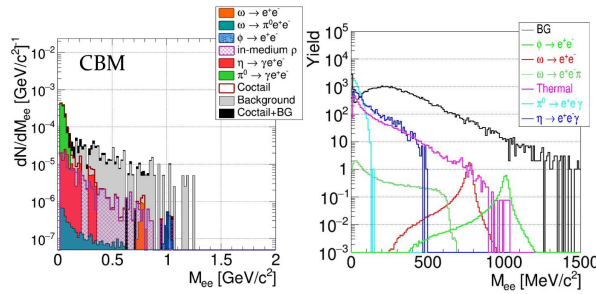 CBM
dN/dM_ee [GeV/c²]⁻¹
10⁻²
10⁻³
10⁻⁴
10⁻⁵
10⁻⁶
10⁻⁷
0 0.5 1 1.5 2
M_ee [GeV/c²]
ω → e⁺e⁻
ω → π⁰e⁺e⁻
ϕ → e⁺e⁻
in-medium ρ
η → γe⁺e⁻
π⁰ → γe⁺e⁻
Coctail
Background
Coctail+BG
Yield
10⁵
10⁴
10³
10²
10
1
10⁻¹
10⁻²
10⁻³
0 500 1000 1500
M_ee [MeV/c²]
BG
ϕ → e⁺e⁻
ω → e⁺e⁻
ω → e⁺e⁻π
Thermal
π⁰ → e⁺e⁻γ
η → e⁺e⁻γ